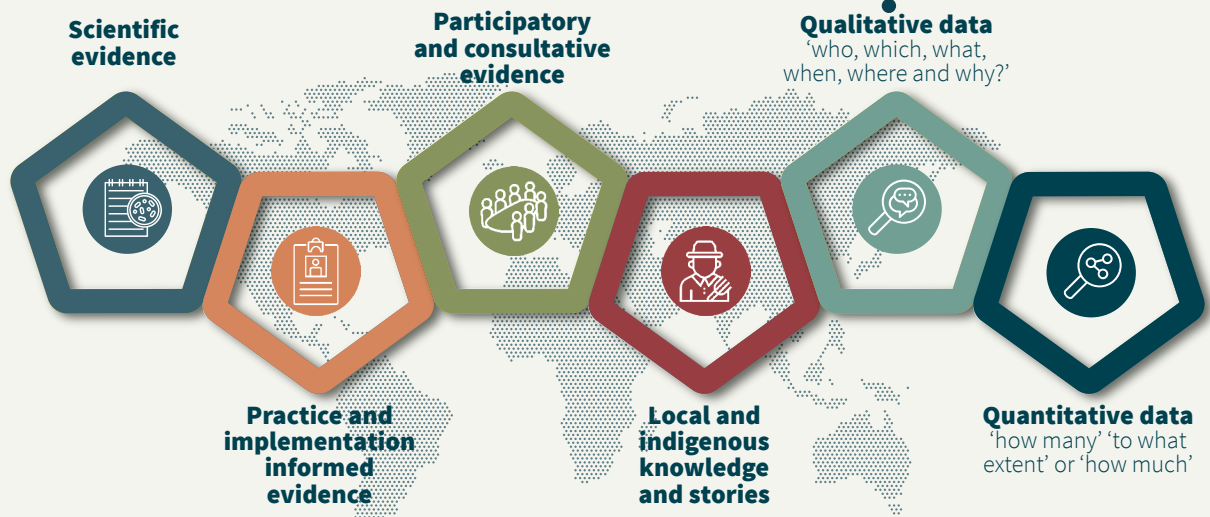 Scientific
evidence
Participatory
and consultative
evidence
Qualitative data
‘who, which, what,
when, where and why?’
Practice and
implementation
informed
evidence
Local and
indigenous
knowledge
and stories
Quantitative data
‘how many’ ‘to what
extent’ or ‘how much’